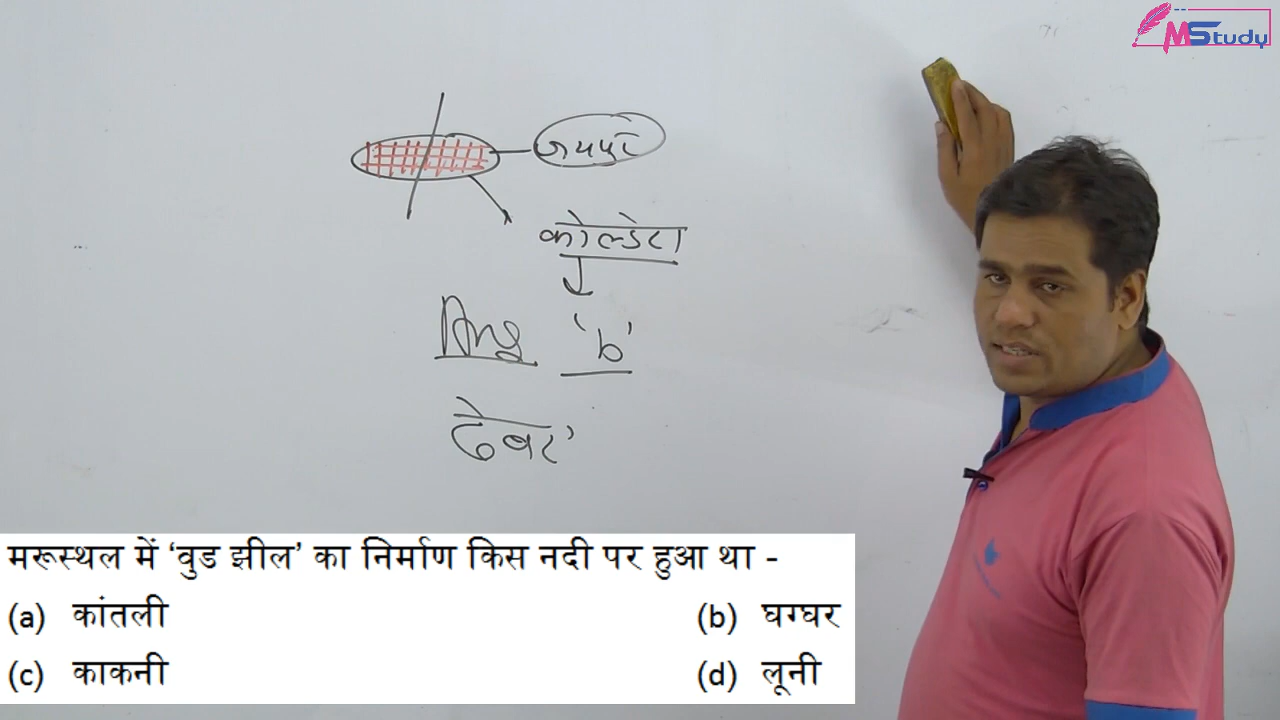 MStudy
जयपुर
कोल्डेरा
Ans 'b'
ढेबर'
मरूस्थल में ‘वुड झील’ का निर्माण किस नदी पर हुआ था -
(a) कांतली (b) घग्घर
(c) काकनी (d) लूनी